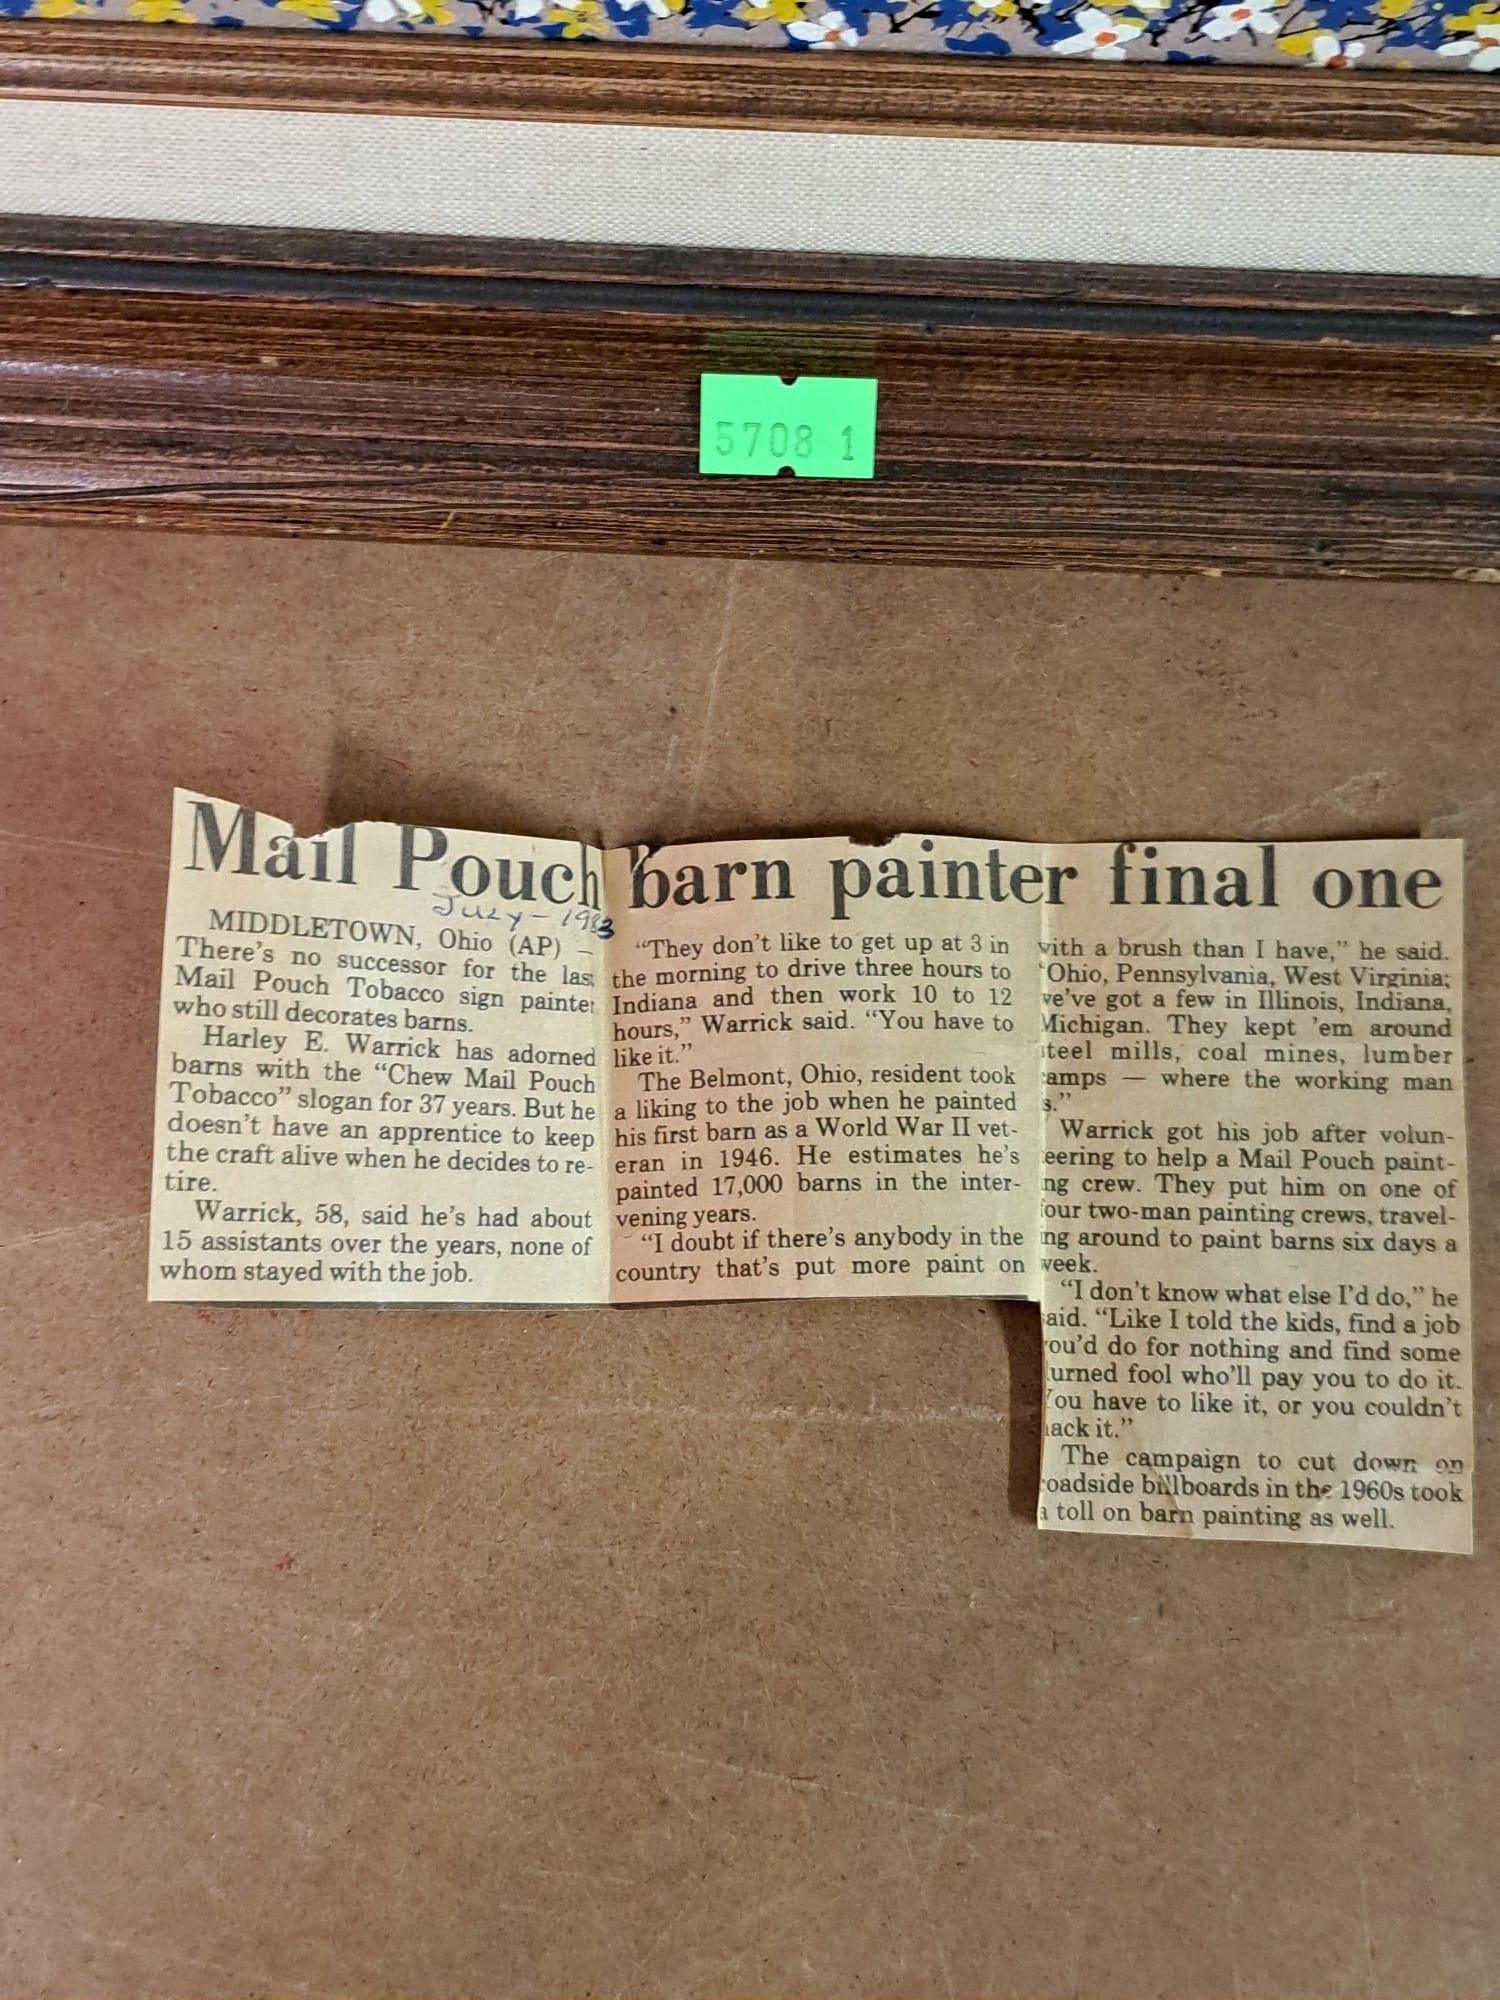 5708 1
Mail Pouch barn painter final one
July - 1983
MIDDLETOWN, Ohio (AP) —
There's no successor for the las
Mail Pouch Tobacco sign painte
who still decorates barns.
Harley E. Warrick has adorned
barns with the "Chew Mail Pouch
Tobacco" slogan for 37 years. But he
doesn't have an apprentice to keep
the craft alive when he decides to re-
tire.
Warrick, 58, said he's had about
15 assistants over the years, none of
whom stayed with the job.
"They don't like to get up at 3 in
the morning to drive three hours to
Indiana and then work 10 to 12
hours," Warrick said. "You have to
like it."
The Belmont, Ohio, resident took
a liking to the job when he painted
his first barn as a World War II vet-
eran in 1946. He estimates he's
painted 17,000 barns in the inter-
vening years.
"I doubt if there's anybody in the
country that's put more paint on
with a brush than I have," he said.
"Ohio, Pennsylvania, West Virginia;
we've got a few in Illinois, Indiana,
Michigan. They kept 'em around
steel mills, coal mines, lumber
camps — where the working man
s."
Warrick got his job after volun-
teering to help a Mail Pouch paint-
ing crew. They put him on one of
four two-man painting crews, travel-
ing around to paint barns six days a
week.
"I don't know what else I'd do," he
said. "Like I told the kids, find a job
you'd do for nothing and find some
durned fool who'll pay you to do it.
You have to like it, or you couldn't
hack it."
The campaign to cut down on
roadside billboards in the 1960s took
a toll on barn painting as well.